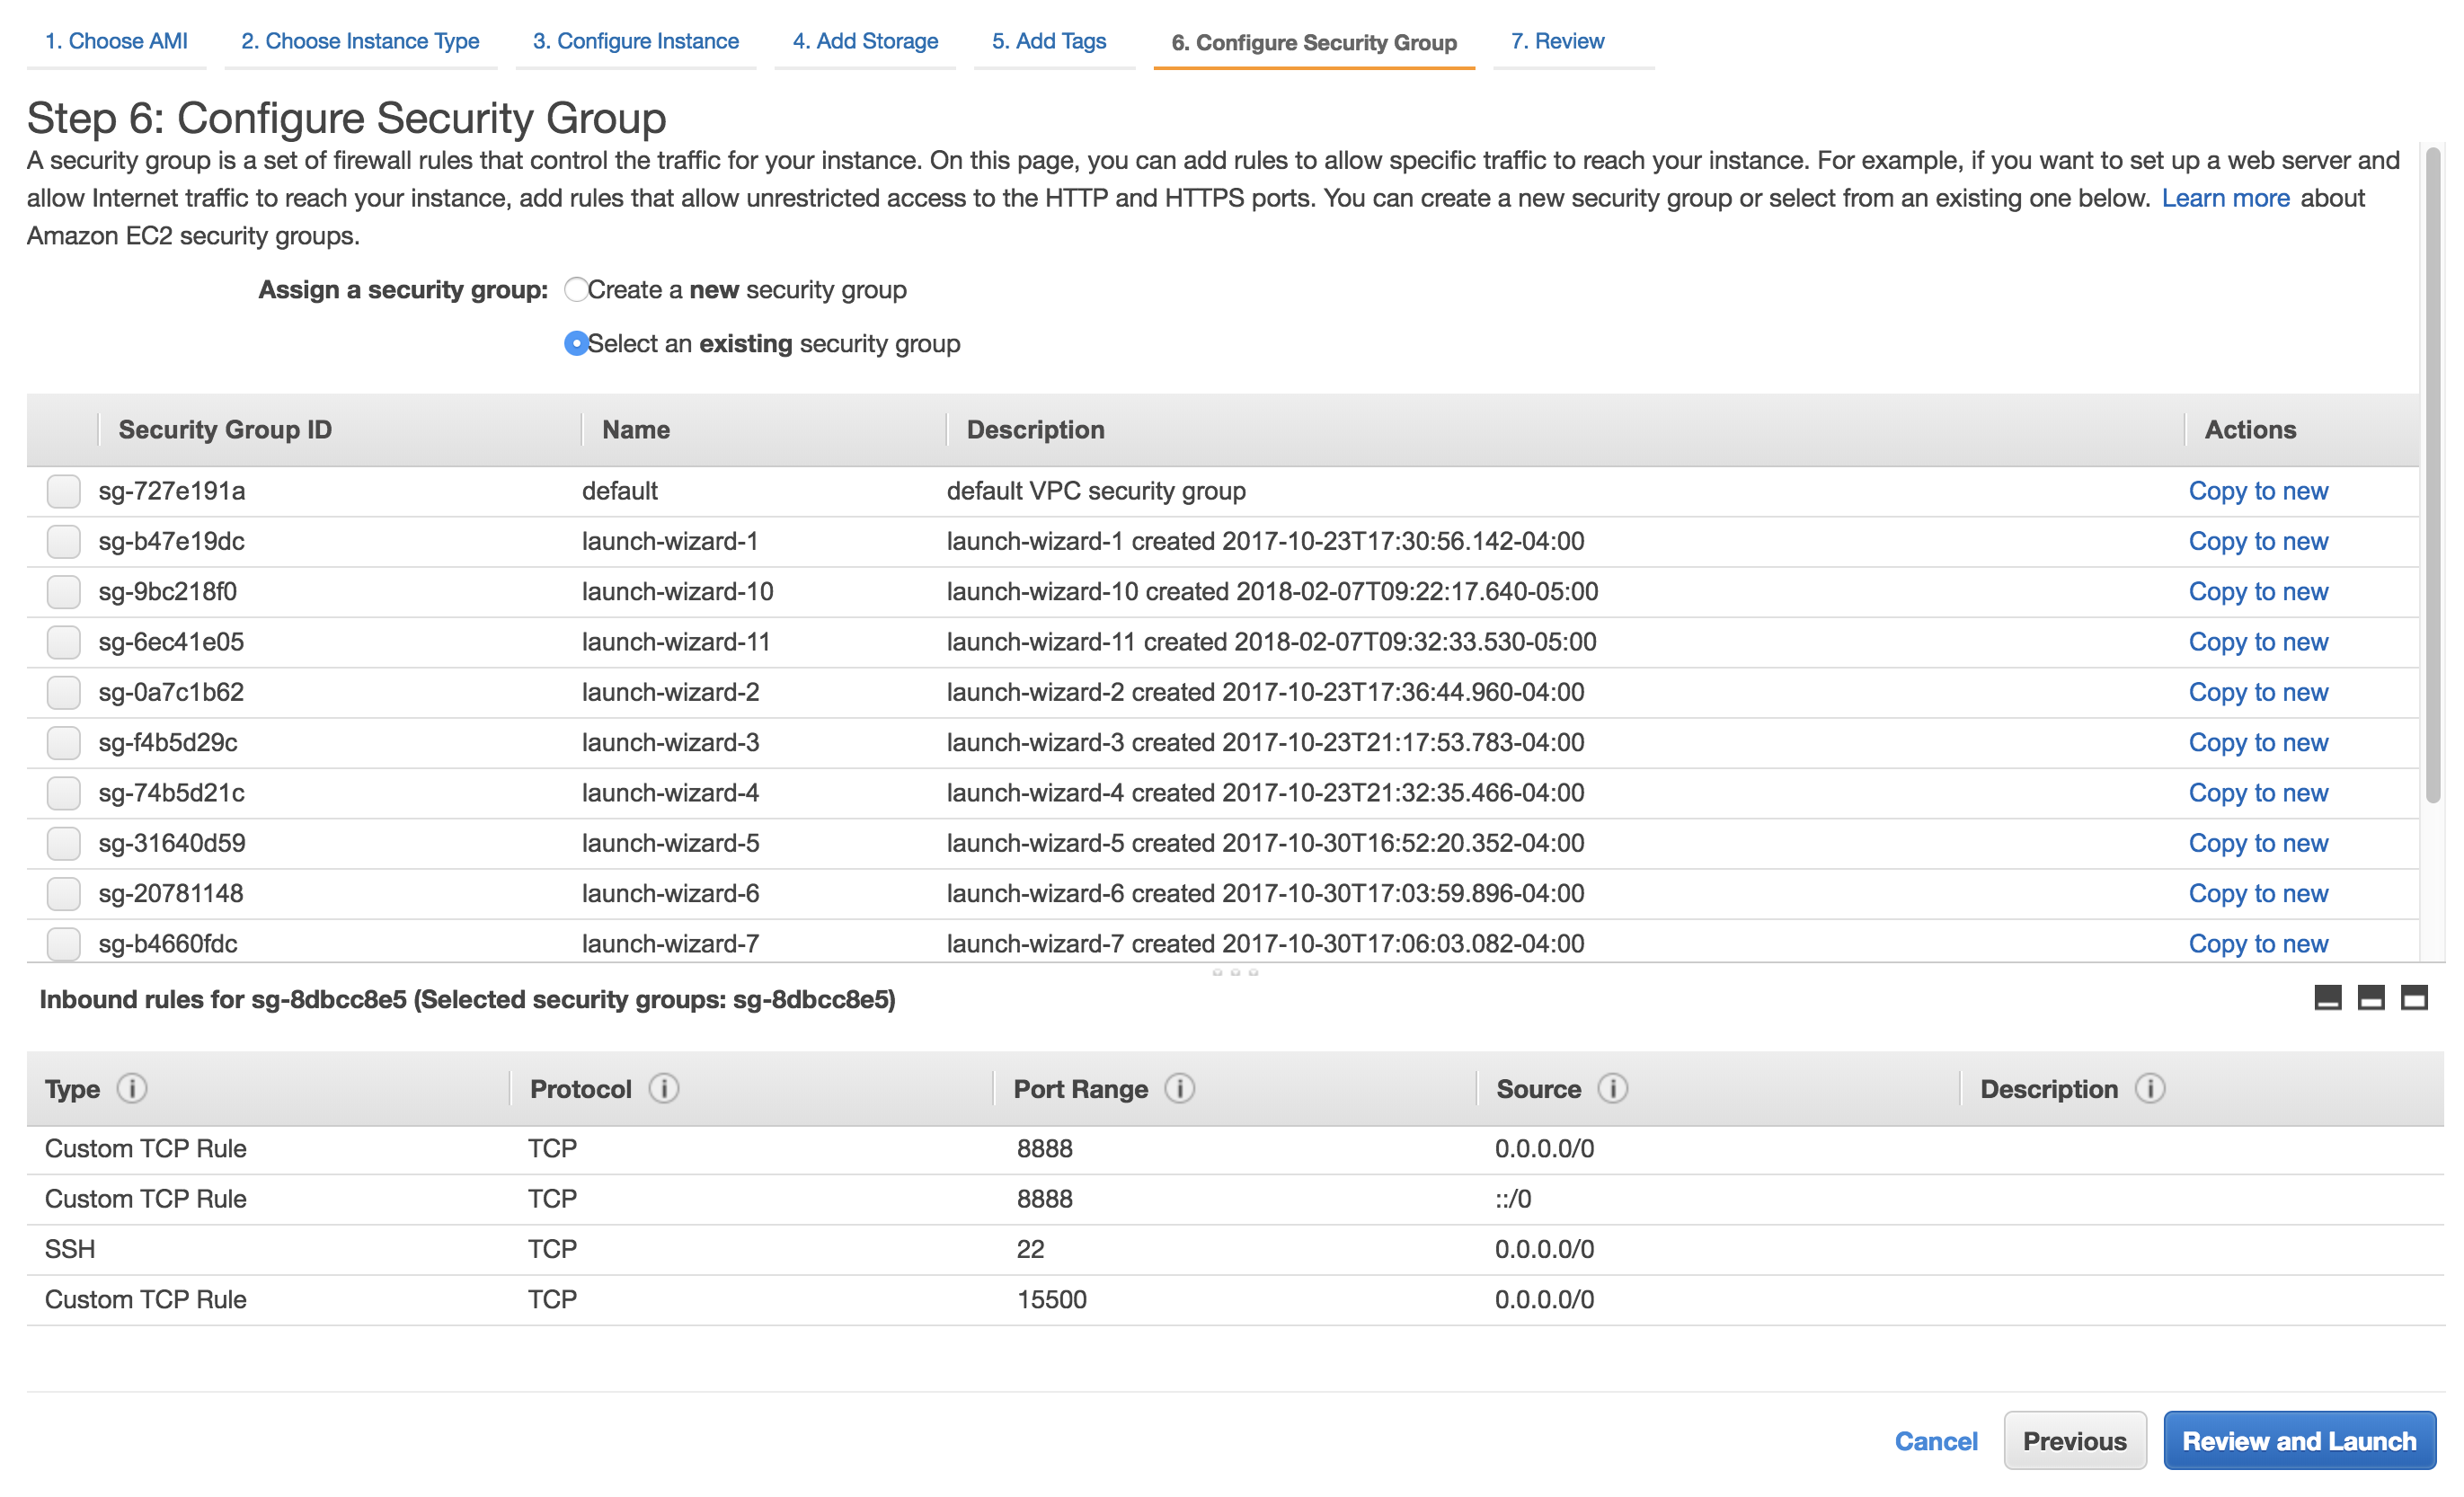 1. Choose AMI 2. Choose Instance Type 3. Configure Instance 4. Add Storage 5. Add Tags 6. Configure Security Group 7. Review
Step 6: Configure Security Group
A security group is a set of firewall rules that control the traffic for your instance. On this page, you can add rules to allow specific traffic to reach your instance. For example, if you want to set up a web server and
allow Internet traffic to reach your instance, add rules that allow unrestricted access to the HTTP and HTTPS ports. You can create a new security group or select from an existing one below. Learn more about
Amazon EC2 security groups.
Assign a security group: Create a new security group
Select an existing security group
Security Group ID Name Description Actions
sg-727e191a default default VPC security group Copy to new
sg-b47e19dc launch-wizard-1 launch-wizard-1 created 2017-10-23T17:30:56.142-04:00 Copy to new
sg-9bc218f0 launch-wizard-10 launch-wizard-10 created 2018-02-07T09:22:17.640-05:00 Copy to new
sg-6ec41e05 launch-wizard-11 launch-wizard-11 created 2018-02-07T09:32:33.530-05:00 Copy to new
sg-0a7c1b62 launch-wizard-2 launch-wizard-2 created 2017-10-23T17:36:44.960-04:00 Copy to new
sg-f4b5d29c launch-wizard-3 launch-wizard-3 created 2017-10-23T21:17:53.783-04:00 Copy to new
sg-74b5d21c launch-wizard-4 launch-wizard-4 created 2017-10-23T21:32:35.466-04:00 Copy to new
sg-31640d59 launch-wizard-5 launch-wizard-5 created 2017-10-30T16:52:20.352-04:00 Copy to new
sg-20781148 launch-wizard-6 launch-wizard-6 created 2017-10-30T17:03:59.896-04:00 Copy to new
sg-b4660fdc launch-wizard-7 launch-wizard-7 created 2017-10-30T17:06:03.082-04:00 Copy to new
Inbound rules for sg-8dbcc8e5 (Selected security groups: sg-8dbcc8e5)
Type i Protocol i Port Range i Source i Description i
Custom TCP Rule TCP 8888 0.0.0.0/0
Custom TCP Rule TCP 8888 ::/0
SSH TCP 22 0.0.0.0/0
Custom TCP Rule TCP 15500 0.0.0.0/0
Cancel Previous Review and Launch